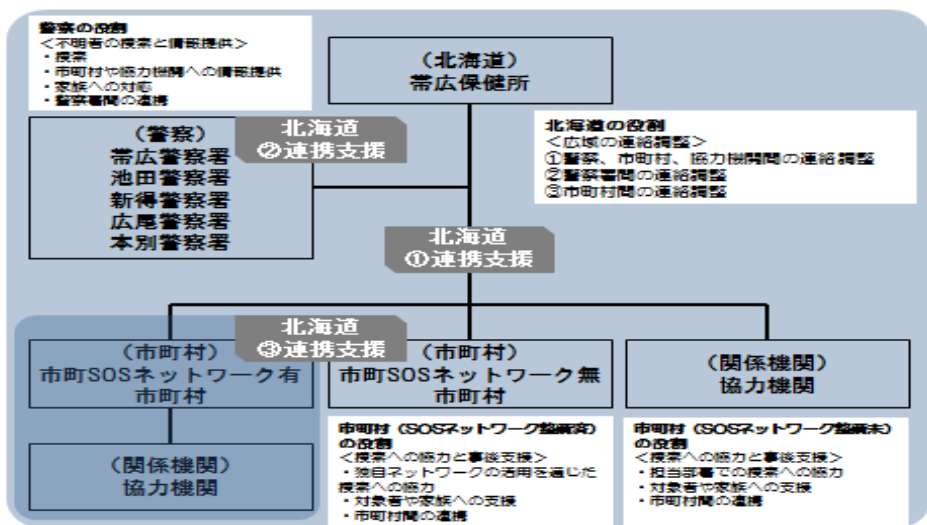 警察の役割
<不明者の捜索と情報提供>
・捜索
・市町村や協力機関への情報提供
・家族への対応
・警察署間の連携
（北海道）
帯広保健所
（警察）
帯広警察署
池田警察署
新得警察署
広尾警察署
本別警察署
北海道
②連携支援
北海道の役割
<広域の連絡調整>
①警察、市町村、協力機関間の連絡調整
②警察署間の連絡調整
③市町村間の連絡調整
北海道
①連携支援
北海道
③連携支援
（市町村）
市町SOSネットワーク有
市町村
（市町村）
市町SOSネットワーク無
市町村
（関係機関）
協力機関
（関係機関）
協力機関
市町村（SOSネットワーク整備済）
の役割
<捜索への協力と事後支援>
・独自ネットワークの活用を通じた
捜索への協力
・対象者や家族への支援
・市町村間の連携
市町村（SOSネットワーク整備未）
の役割
<捜索への協力と事後支援>
・担当部署での捜索への協力
・対象者や家族への支援
・市町村間の連携